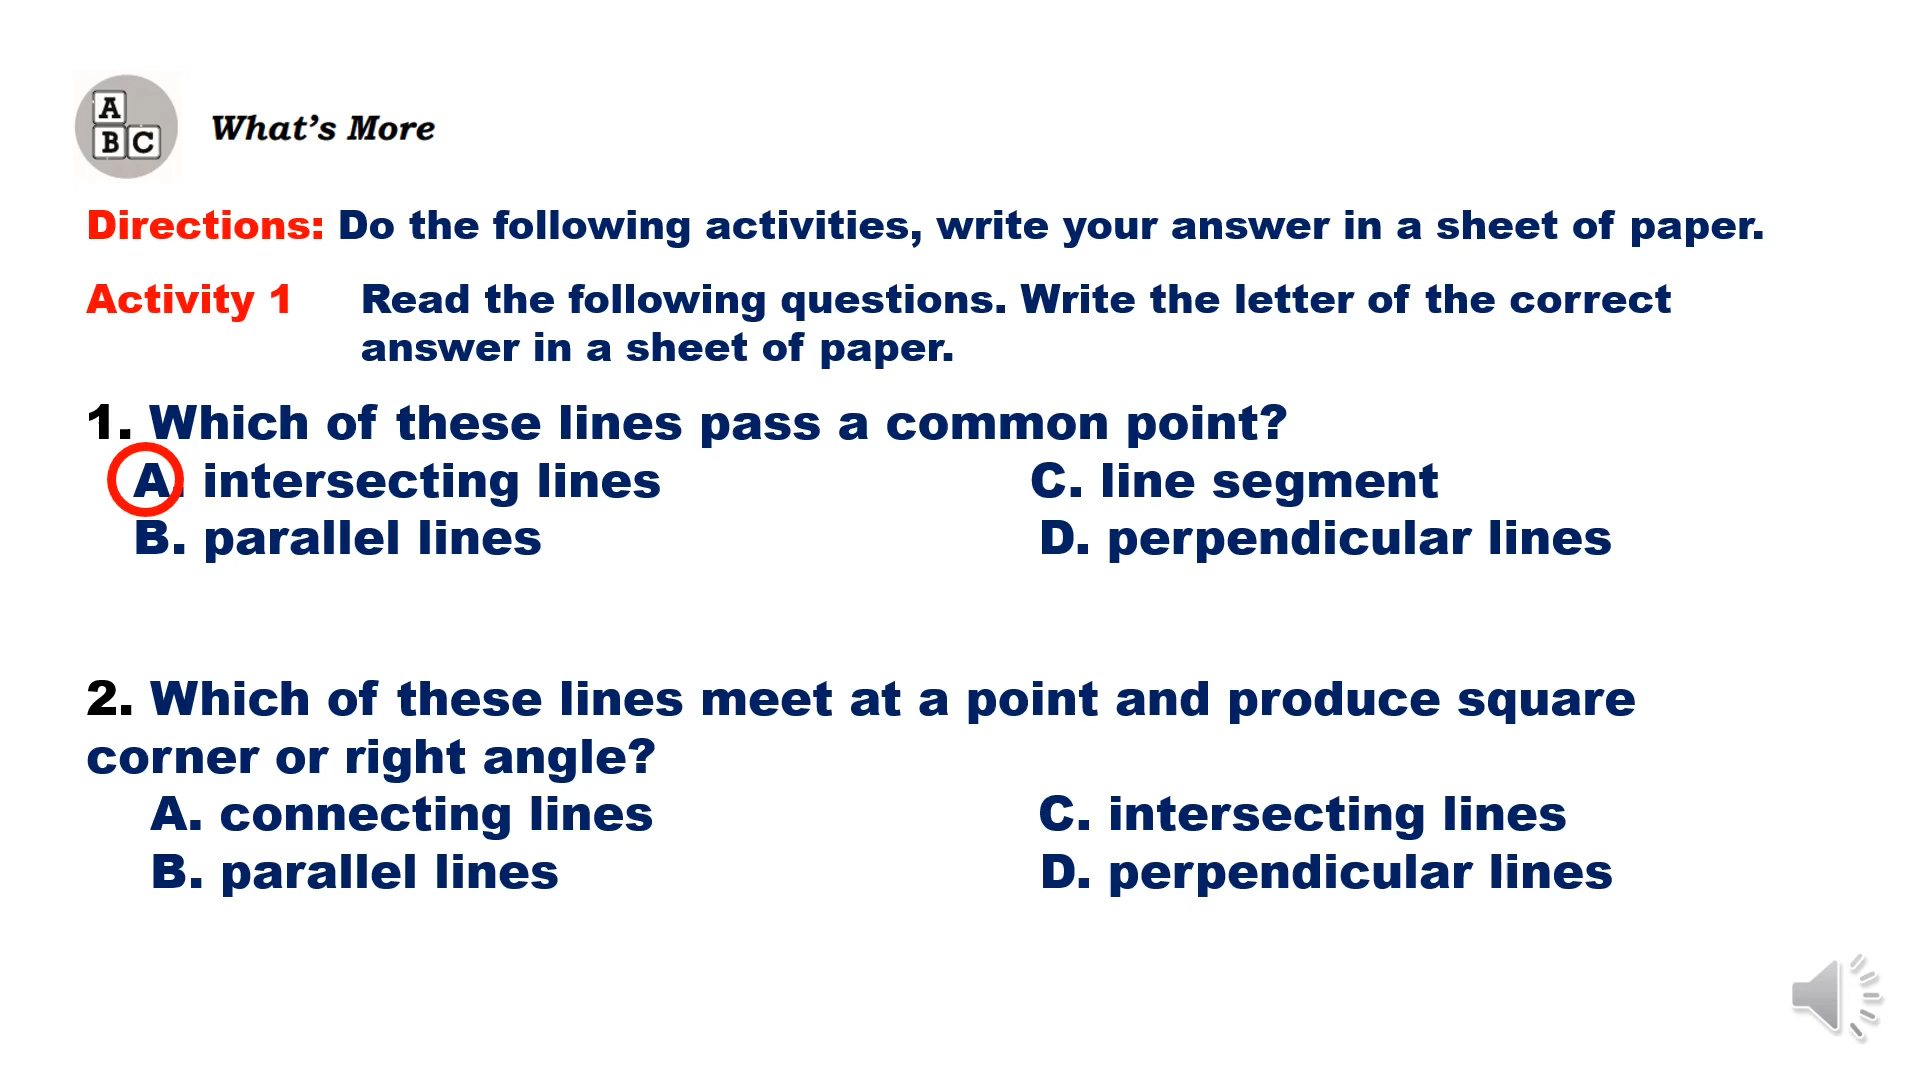 A
B C
What's More
Directions: Do the following activities, write your answer in a sheet of paper.
Activity 1 Read the following questions. Write the letter of the correct
answer in a sheet of paper.
1. Which of these lines pass a common point?
A. intersecting lines C. line segment
B. parallel lines D. perpendicular lines
2. Which of these lines meet at a point and produce square
corner or right angle?
A. connecting lines C. intersecting lines
B. parallel lines D. perpendicular lines